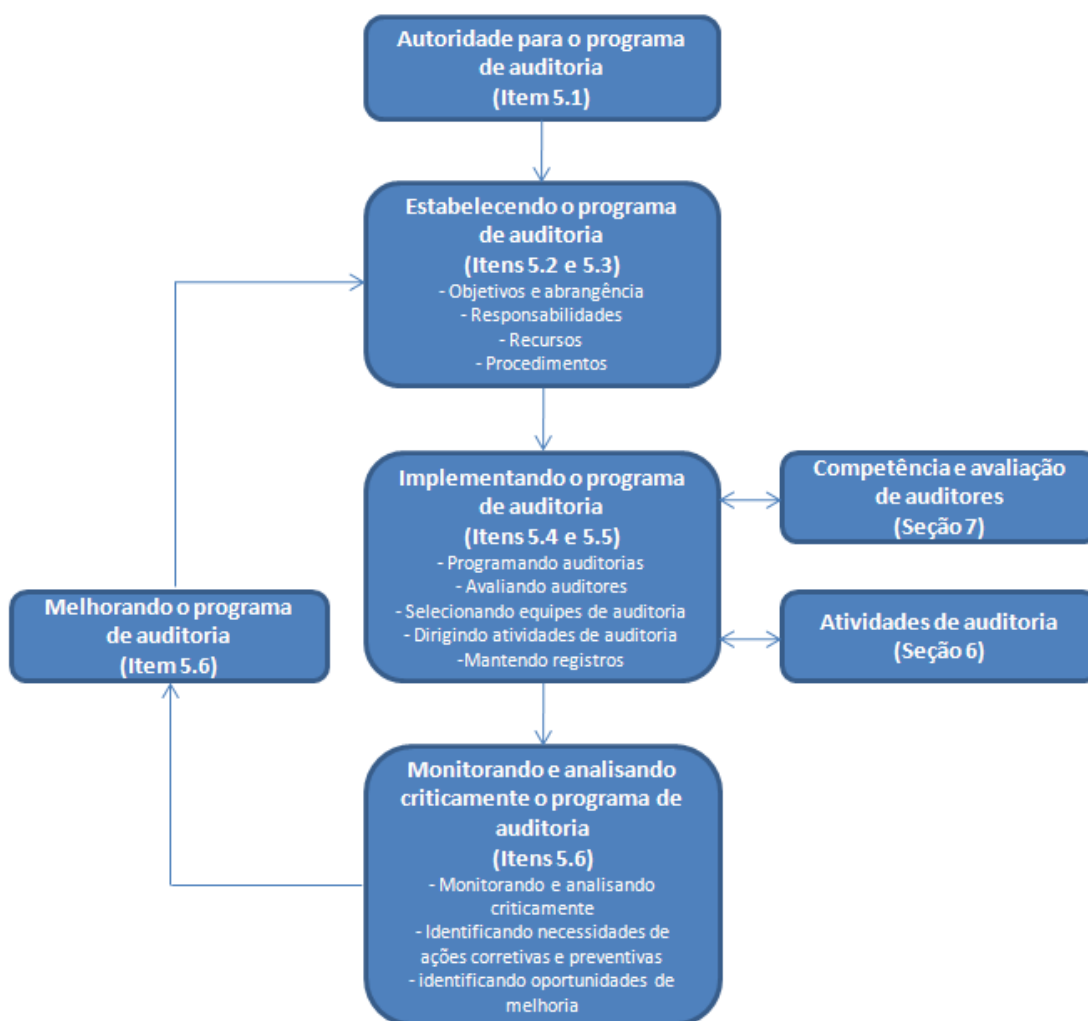 Autoridade para o programa
de auditoria
(Item 5.1)
Estabelecendo o programa
de auditoria
(Itens 5.2 e 5.3)
- Objetivos e abrangência
- Responsabilidades
- Recursos
- Procedimentos
Implementando o programa
de auditoria
(Itens 5.4 e 5.5)
- Programando auditorias
- Avaliando auditores
- Selecionando equipes de auditoria
- Dirigindo atividades de auditoria
-Mantendo registros
Competência e avaliação
de auditores
(Seção 7)
Atividades de auditoria
(Seção 6)
Melhorando o programa
de auditoria
(Item 5.6)
Monitorando e analisando
criticamente o programa de
auditoria
(Itens 5.6)
- Monitorando e analisando
criticamente
- Identificando necessidades de
ações corretivas e preventivas
- identificando oportunidades de
melhoria